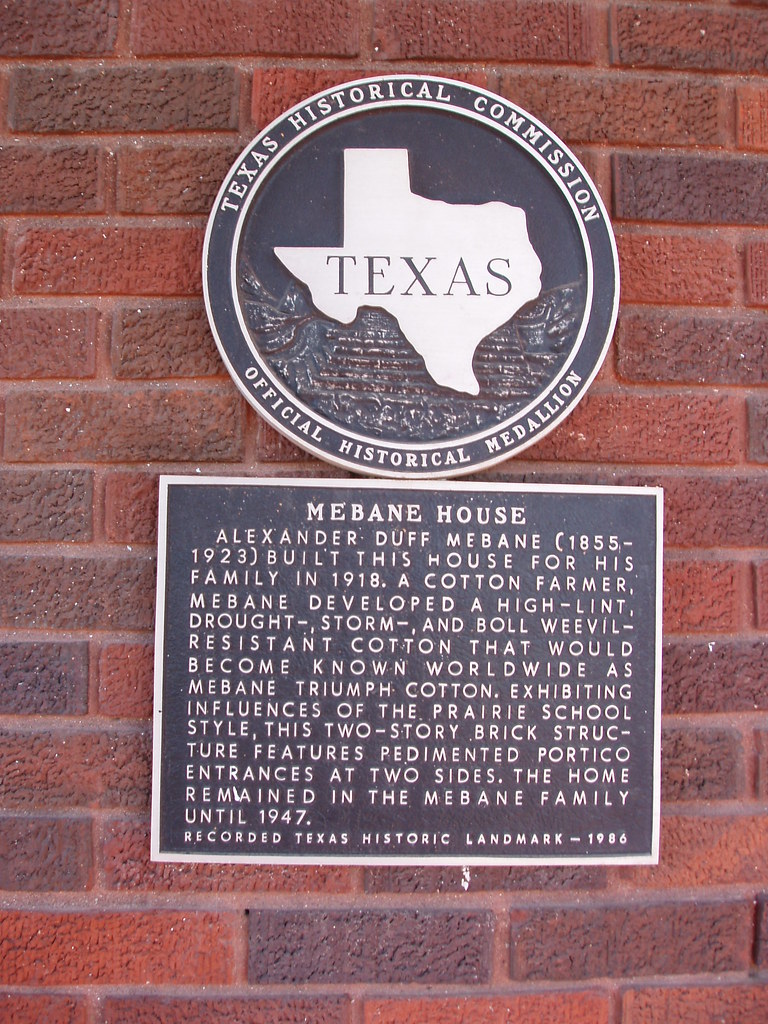 TEXAS HISTORICAL COMMISSION
TEXAS
OFFICIAL HISTORICAL MEDALLION
MEBANE HOUSE
ALEXANDER DUFF MEBANE (1855-
1923) BUILT THIS HOUSE FOR HIS
FAMILY IN 1918. A COTTON FARMER,
MEBANE DEVELOPED A HIGH-LINT,
DROUGHT-, STORM-, AND BOLL WEEVIL-
RESISTANT COTTON THAT WOULD
BECOME KNOWN WORLDWIDE AS
MEBANE TRIUMPH COTTON. EXHIBITING
INFLUENCES OF THE PRAIRIE SCHOOL
STYLE, THIS TWO-STORY BRICK STRUC-
TURE FEATURES PEDIMENTED PORTICO
ENTRANCES AT TWO SIDES. THE HOME
REMAINED IN THE MEBANE FAMILY
UNTIL 1947.
RECORDED TEXAS HISTORIC LANDMARK - 1986